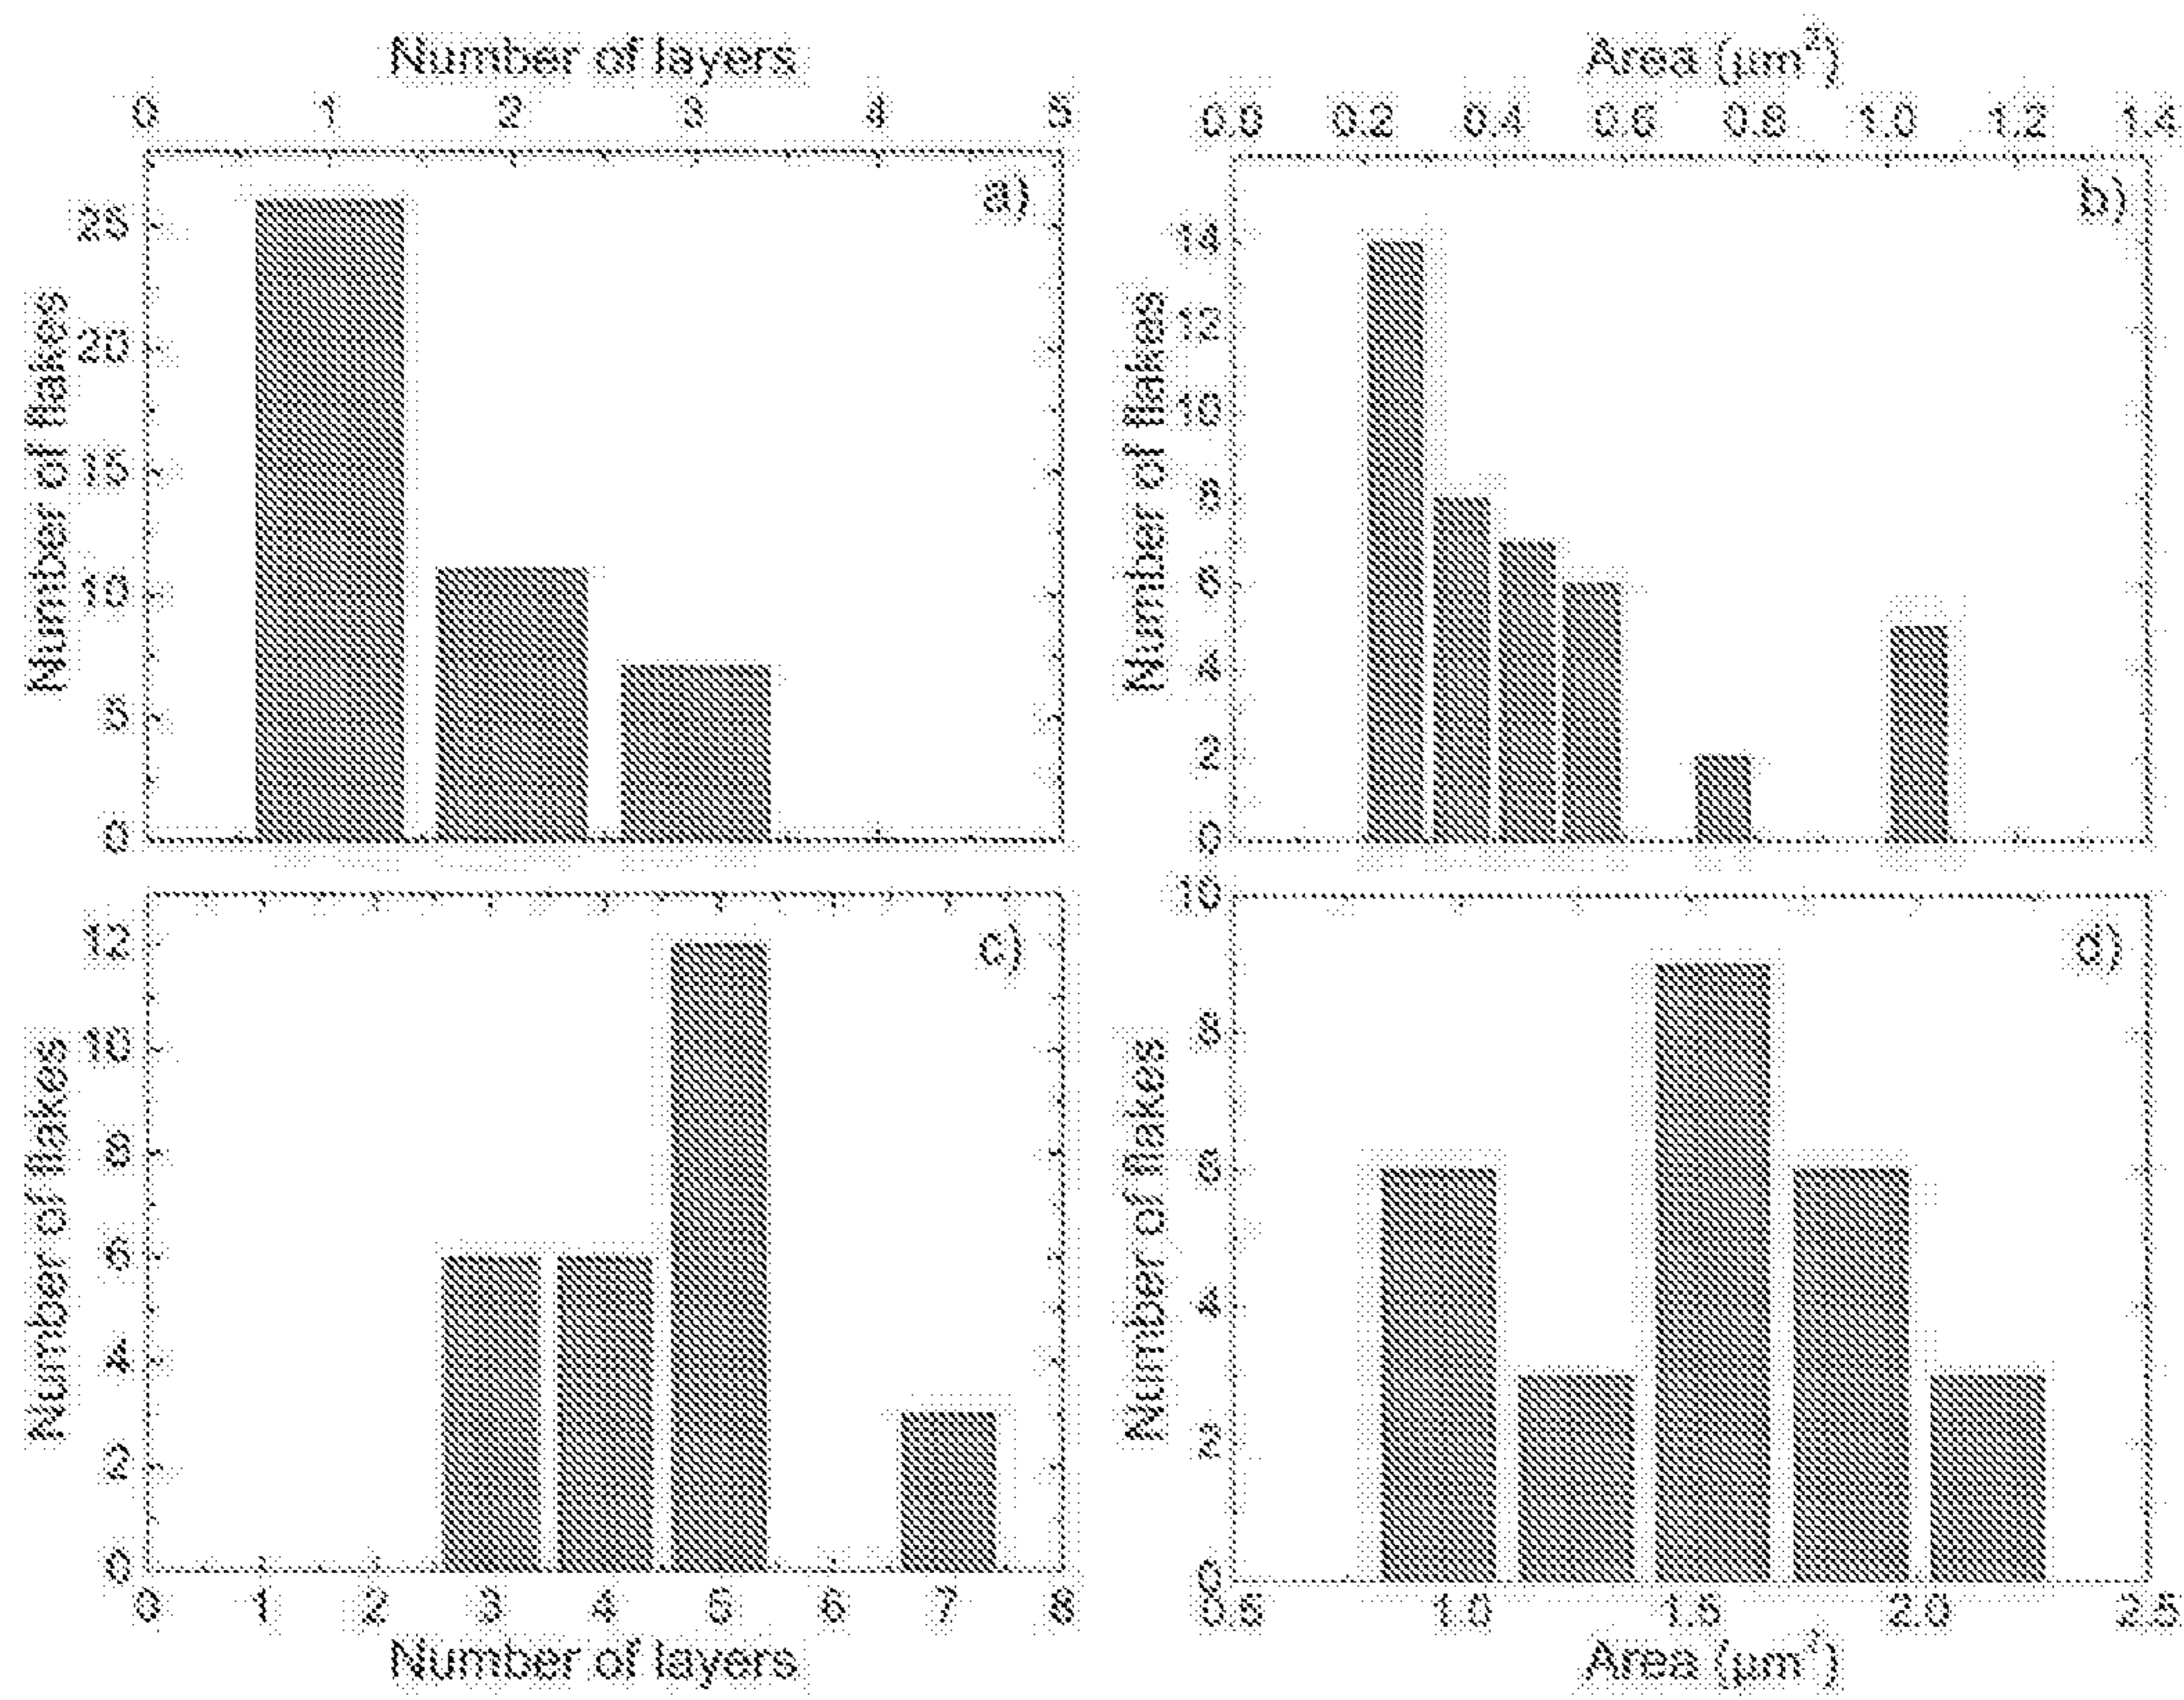 Number of layers
0 1 2 3 4 5
a)
Number of flakes
25
20
15
10
5
0
Area (µm²)
0.0 0.2 0.4 0.6 0.8 1.0 1.2 1.4
b)
Number of flakes
14
12
10
8
6
4
2
0
c)
Number of flakes
12
10
8
6
4
2
0
0 1 2 3 4 5 6 7 8
Number of layers
d)
Number of flakes
10
8
6
4
2
0
0.5 1.0 1.5 2.0 2.5
Area (µm²)